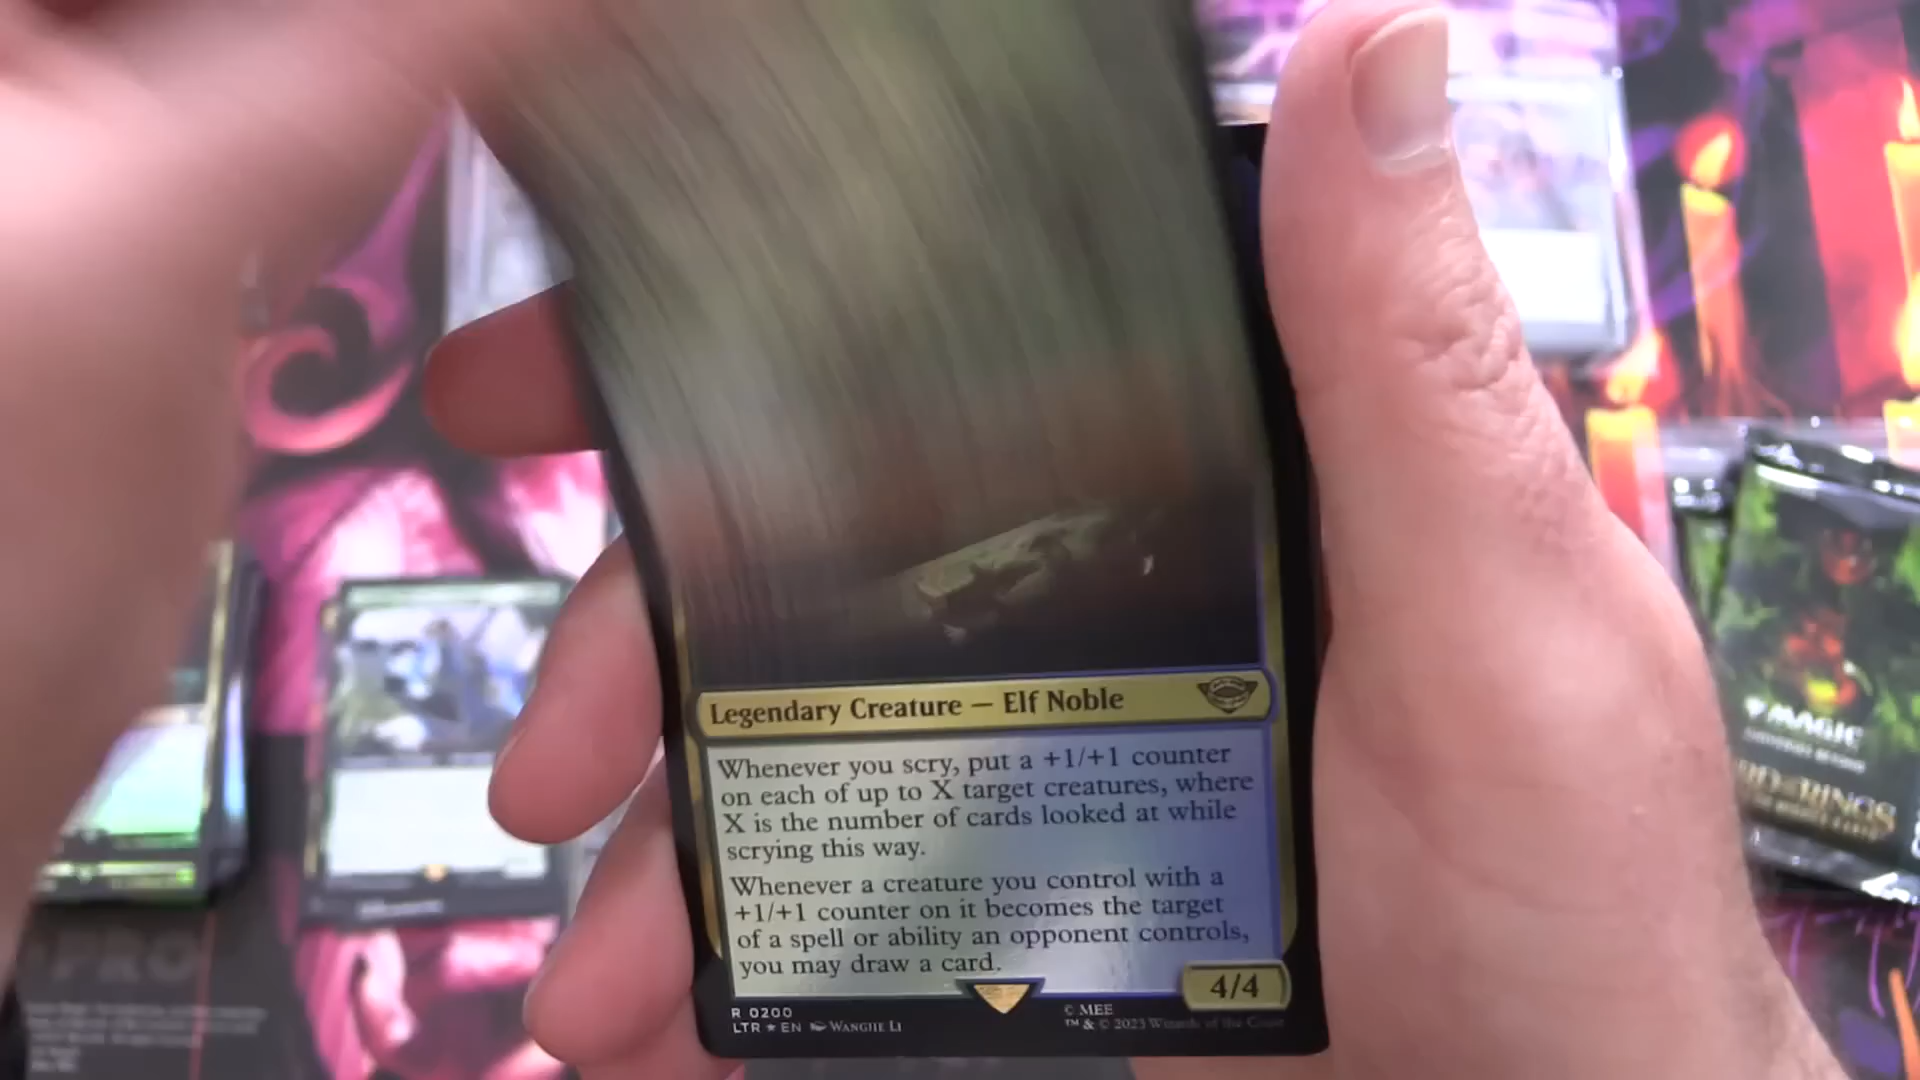 Legendary Creature — Elf Noble
Whenever you scry, put a +1/+1 counter
on each of up to X target creatures, where
X is the number of cards looked at while
scrying this way.
Whenever a creature you control with a
+1/+1 counter on it becomes the target
of a spell or ability an opponent controls,
you may draw a card.
4/4
R 0200
LTR ★ EN Wangjie Li
© MEE
™ & © 2023 Wizards of the Coast
MAGIC
RINGS
PRO